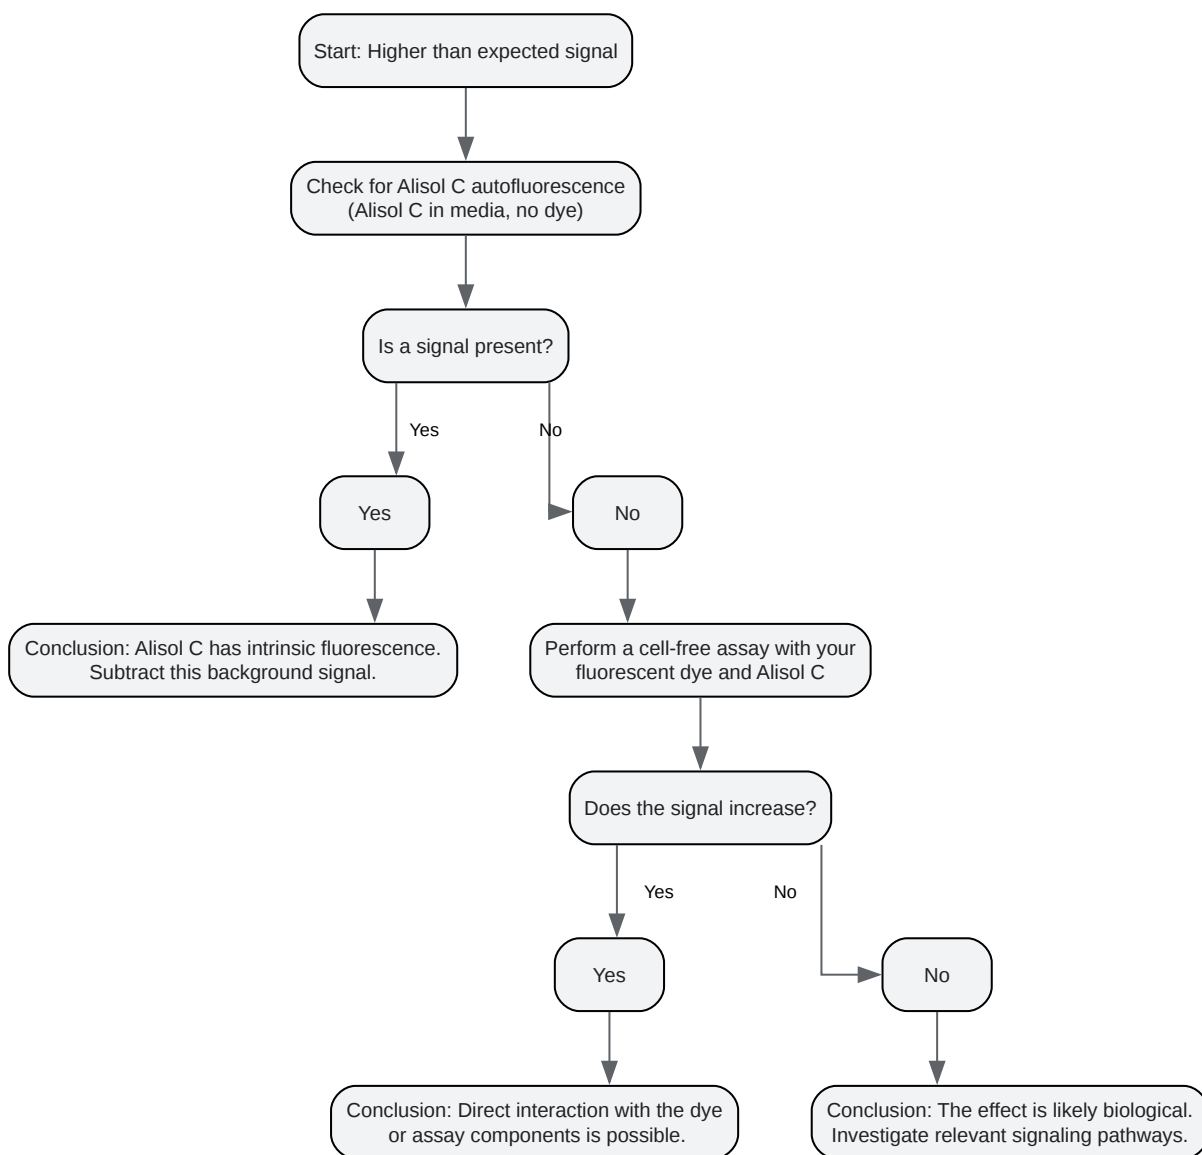 Start: Higher than expected signal
Check for Alisol C autofluorescence
(Alisol C in media, no dye)
Is a signal present?
Yes
No
Yes
No
Conclusion: Alisol C has intrinsic fluorescence.
Subtract this background signal.
Perform a cell-free assay with your
fluorescent dye and Alisol C
Does the signal increase?
Yes
No
Yes
No
Conclusion: Direct interaction with the dye
or assay components is possible.
Conclusion: The effect is likely biological.
Investigate relevant signaling pathways.